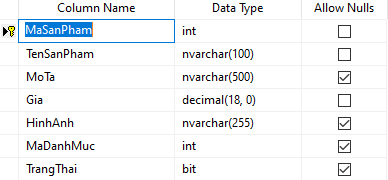 Column Name Data Type Allow Nulls
MaSanPham int
TenSanPham nvarchar(100)
MoTa nvarchar(500)
Gia decimal(18, 0)
HinhAnh nvarchar(255)
MaDanhMuc int
TrangThai bit